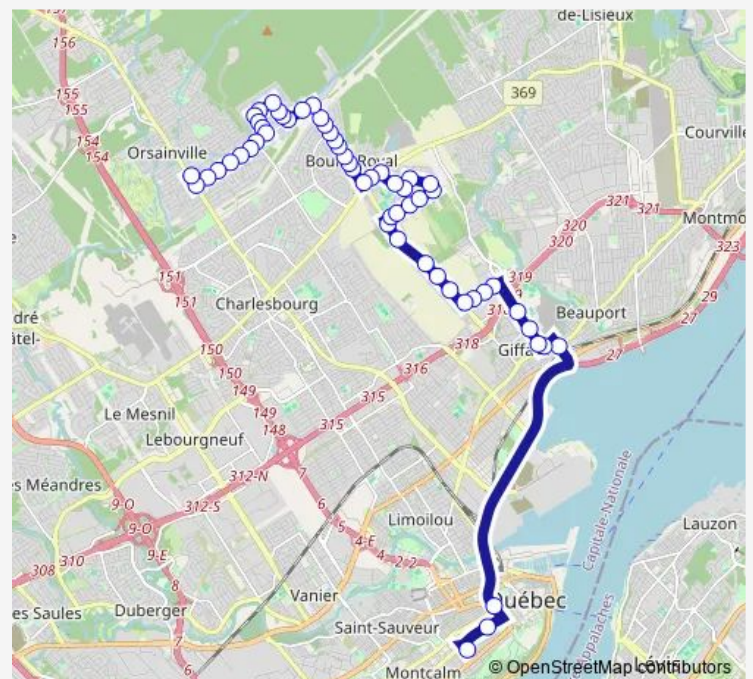 de-Lisieux
156
369
155
155
Courville
154
154
Orsainville
321
321
320
320
Montmo
323
151
151
319
29
Charlesbourg
Beauport
27
dré
âtel-
150
318
Giffa
27
316
150
149
315
Le Mesnil
149
315
148
Lebourgneuf
312-N
7
s Méandres
9-O
312-S
6
Limoilou
Capitale-Nationale
Lauzon
9-O
5
4-E
308
310
9-E
4
2
2
8
Vanier
Québec
es Saules
Duberger
7
Saint-Sauveur
6
Montcalm
© OpenStreetMap contributors